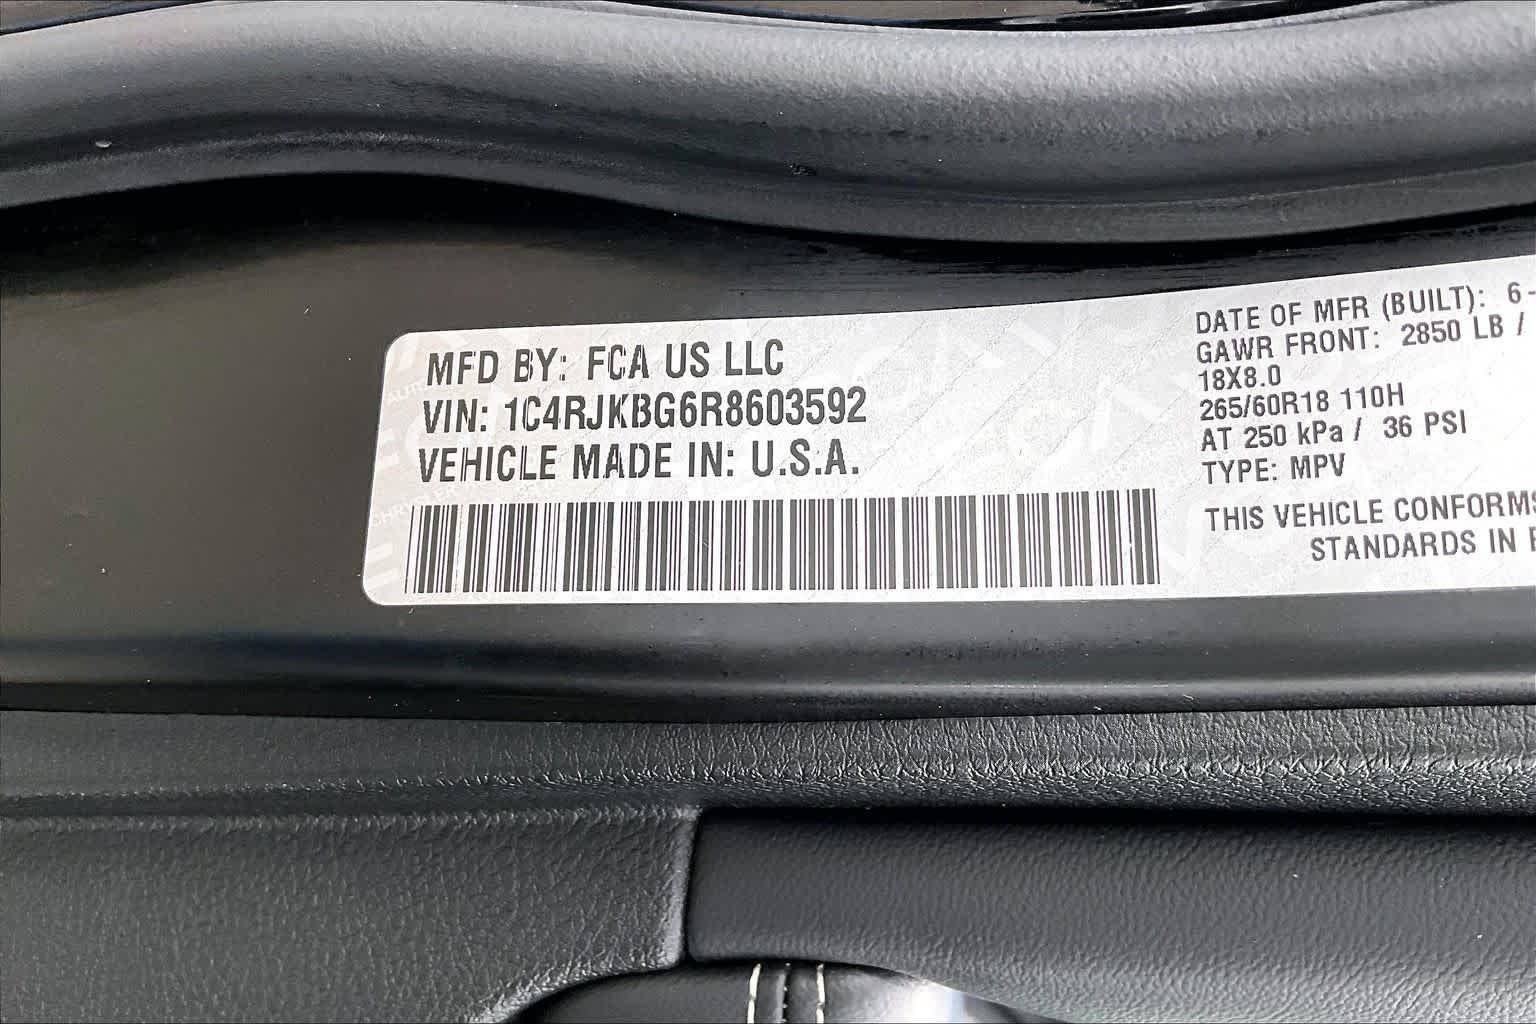 MFD BY: FCA US LLC
VIN: 1C4RJKBG6R8603592
VEHICLE MADE IN: U.S.A.
DATE OF MFR (BUILT): 6-
GAWR FRONT: 2850 LB /
18X8.0
265/60R18 110H
AT 250 kPa / 36 PSI
TYPE: MPV
THIS VEHICLE CONFORMS
STANDARDS IN F